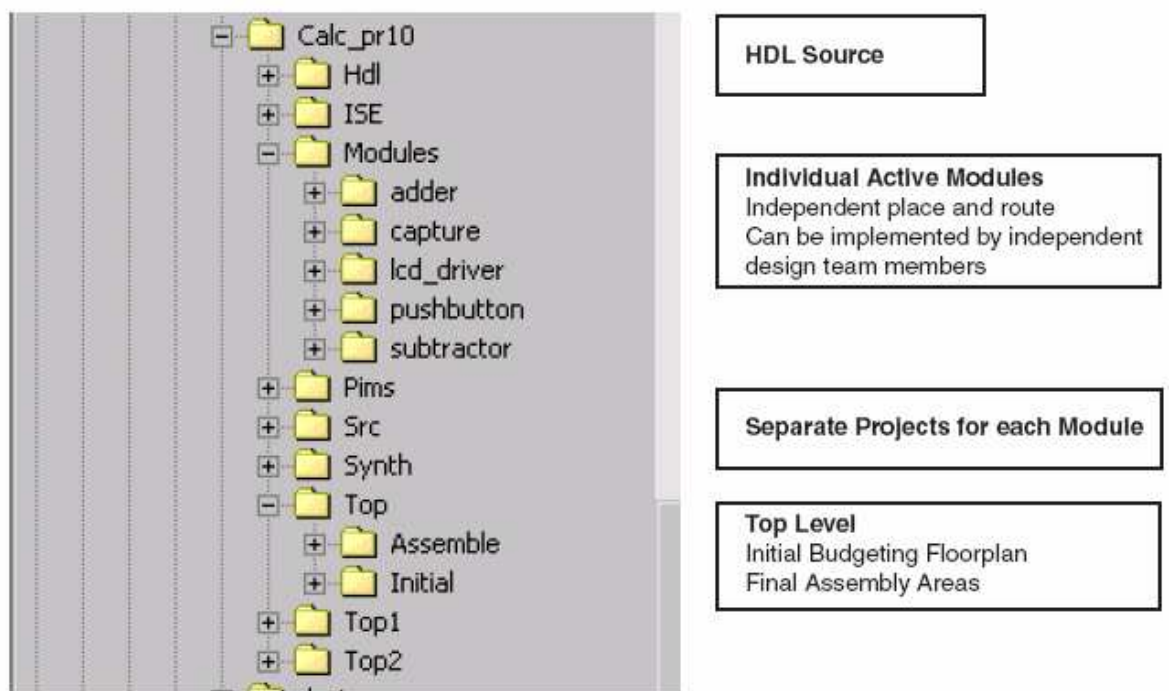 Calc_pr10
Hdl
ISE
Modules
adder
capture
lcd_driver
pushbutton
subtractor
Pims
Src
Synth
Top
Assemble
Initial
Top1
Top2
HDL Source
Individual Active Modules
Independent place and route
Can be implemented by independent
design team members
Separate Projects for each Module
Top Level
Initial Budgeting Floorplan
Final Assembly Areas